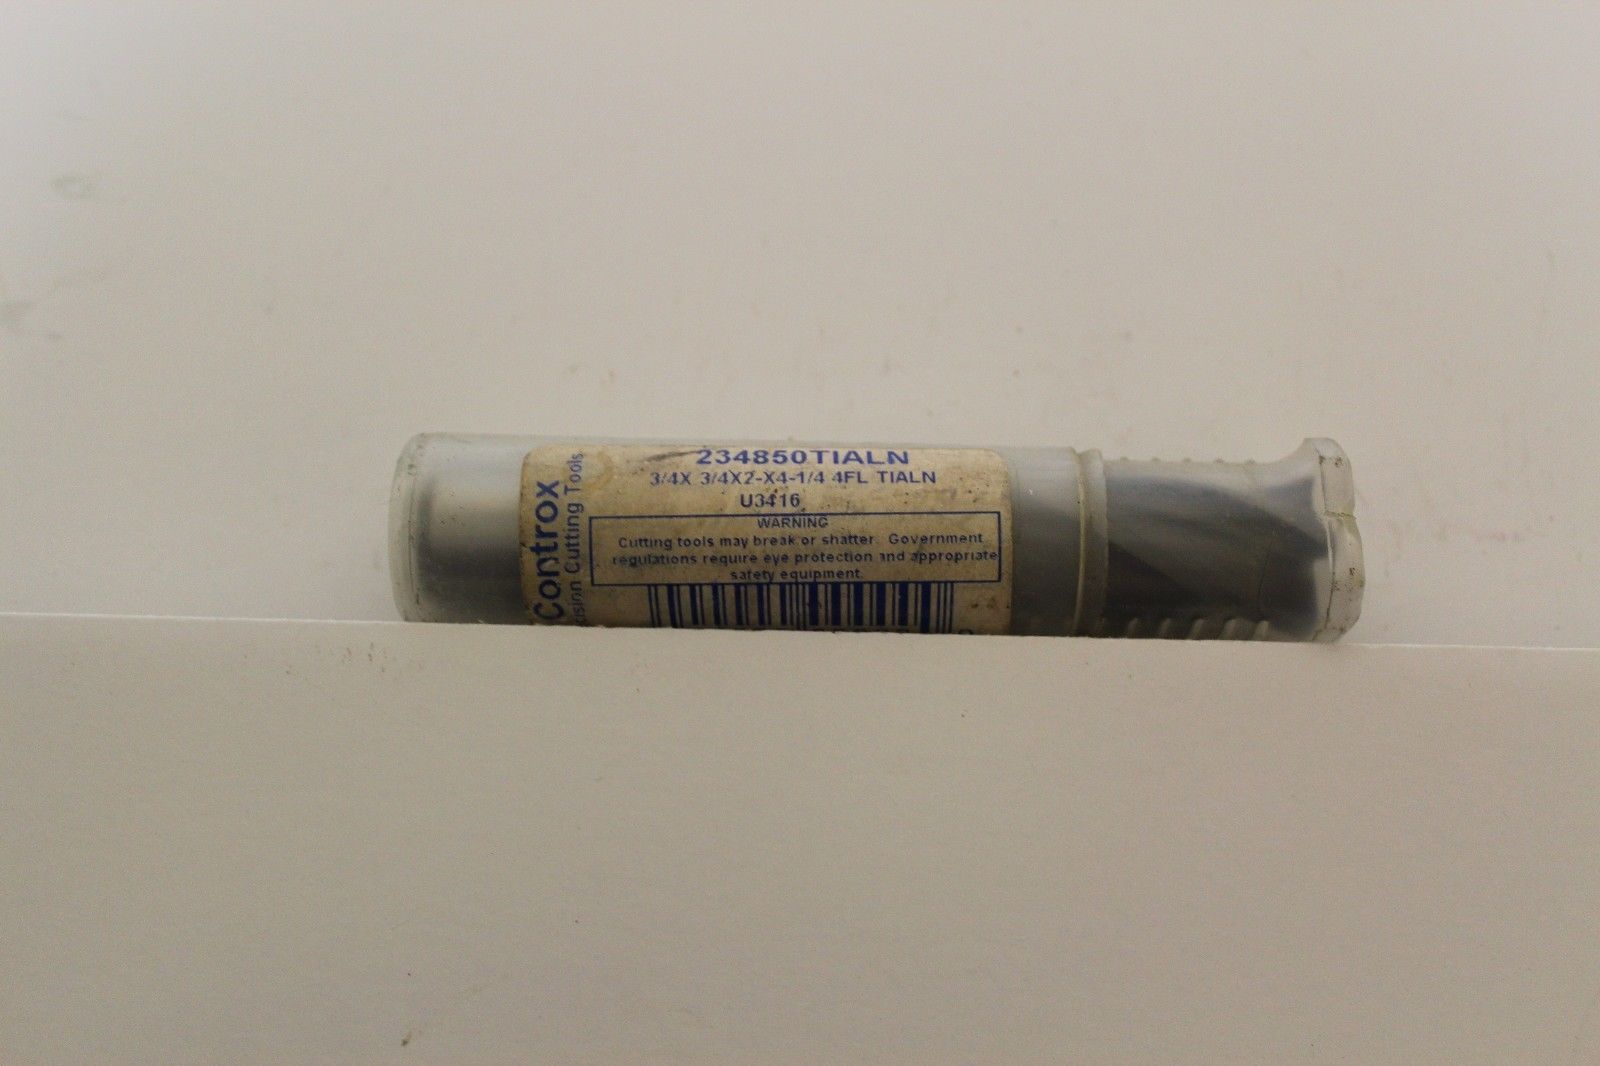 234850TIALN
3/4X 3/4X2-X4-1/4 4FL TIALN
U3416
WARNING
Cutting tools may break or shatter. Government
regulations require eye protection and appropriate
safety equipment.
Controx
Cutting Tools